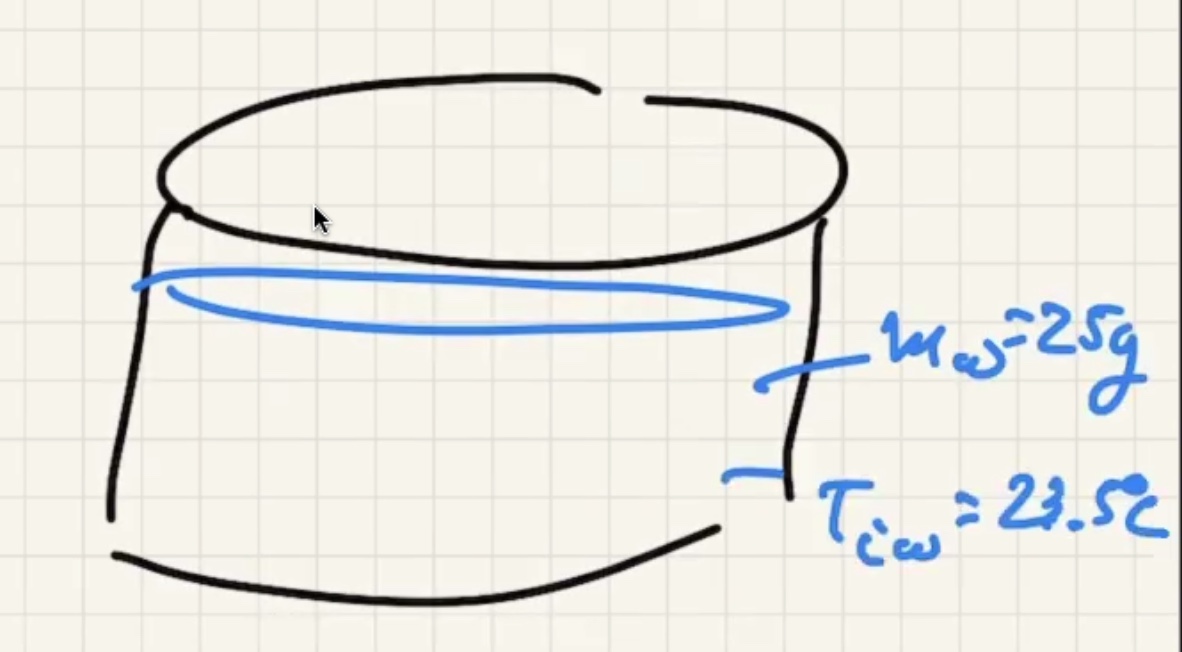 m_w = 25g
T_iw = 23.5°C